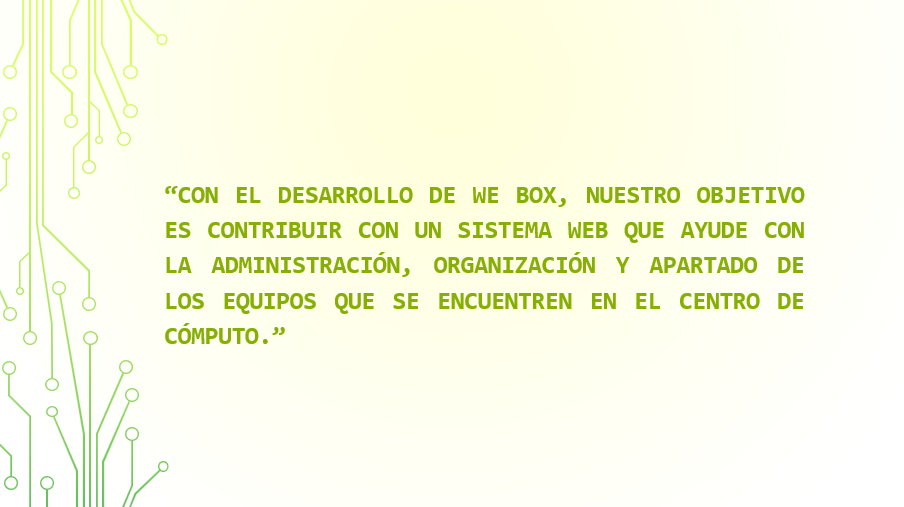 “CON EL DESARROLLO DE WE BOX, NUESTRO OBJETIVO
ES CONTRIBUIR CON UN SISTEMA WEB QUE AYUDE CON
LA ADMINISTRACIÓN, ORGANIZACIÓN Y APARTADO DE
LOS EQUIPOS QUE SE ENCUENTREN EN EL CENTRO DE
CÓMPUTO.”